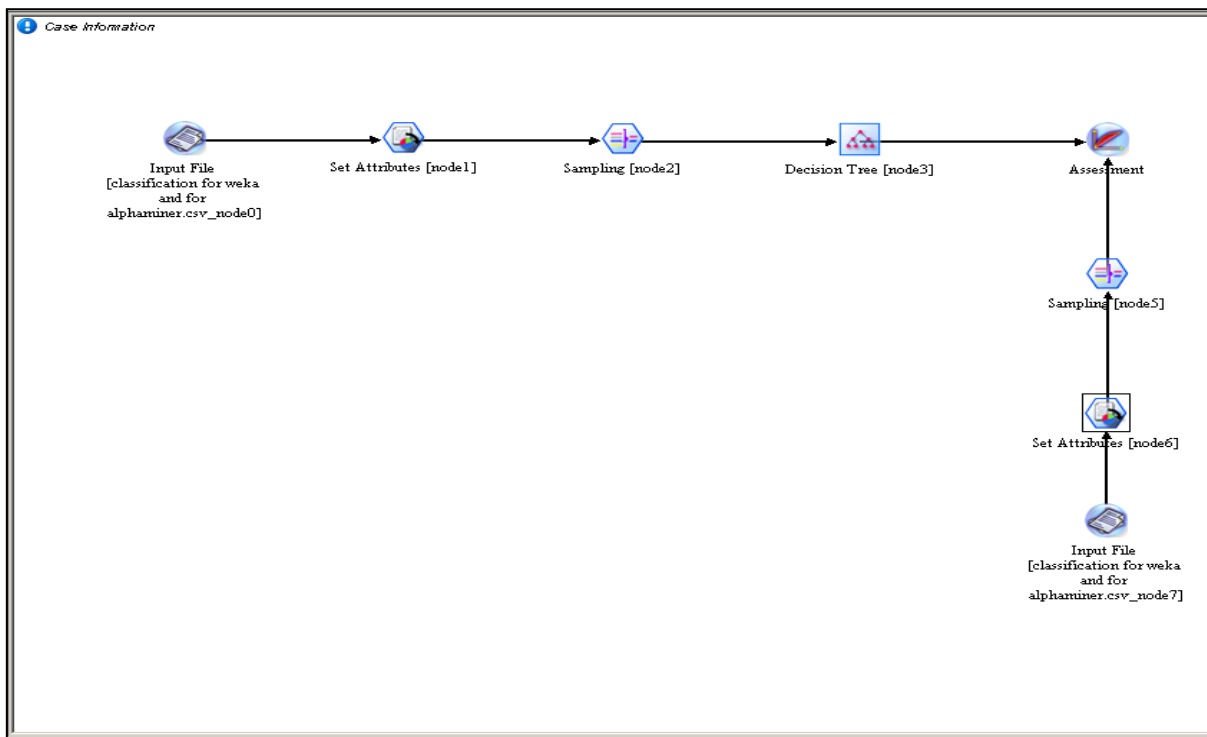 Case Information
Input File
[classification for weka
and for
alphaminer.csv_node0]
Set Attributes [node1]
Sampling [node2]
Decision Tree [node3]
Assessment
Sampling [node5]
Set Attributes [node6]
Input File
[classification for weka
and for
alphaminer.csv_node7]